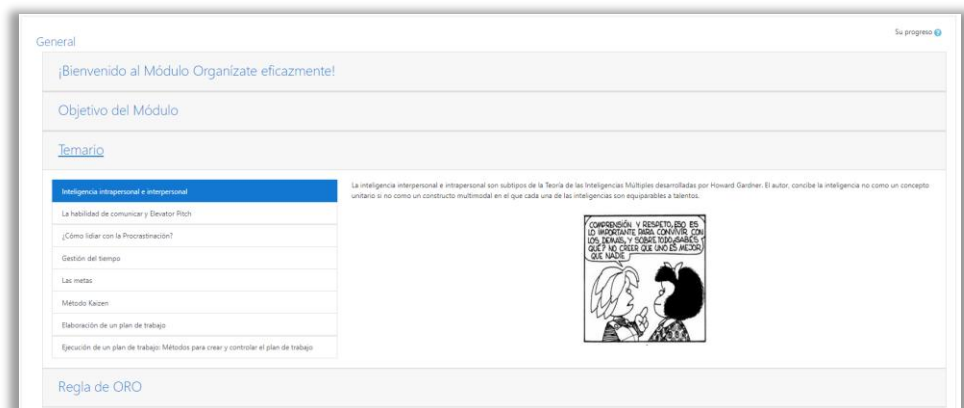 Su progreso
General
¡Bienvenido al Módulo Organízate eficazmente!
Objetivo del Módulo
Temario
Inteligencia intrapersonal e interpersonal
La habilidad de comunicar y Elevator Pitch
¿Cómo lidiar con la Procrastinación?
Gestión del tiempo
Las metas
Método Kaizen
Elaboración de un plan de trabajo
Ejecución de un plan de trabajo: Métodos para crear y controlar el plan de trabajo
La inteligencia interpersonal e intrapersonal son subtipos de la Teoría de las Inteligencias Múltiples desarrolladas por Howard Gardner. El autor, concibe la inteligencia no como un concepto
unitario si no como un constructo multimodal en el que cada una de las inteligencias son equiparables a talentos.
COMPRENSIÓN Y RESPETO, ESO ES
LO IMPORTANTE PARA CONVIVIR CON
LOS DEMÁS, Y SOBRE TODO ¿SABES
QUÉ? NO CREER QUE UNO ES MEJOR
QUE NADIE
Regla de ORO